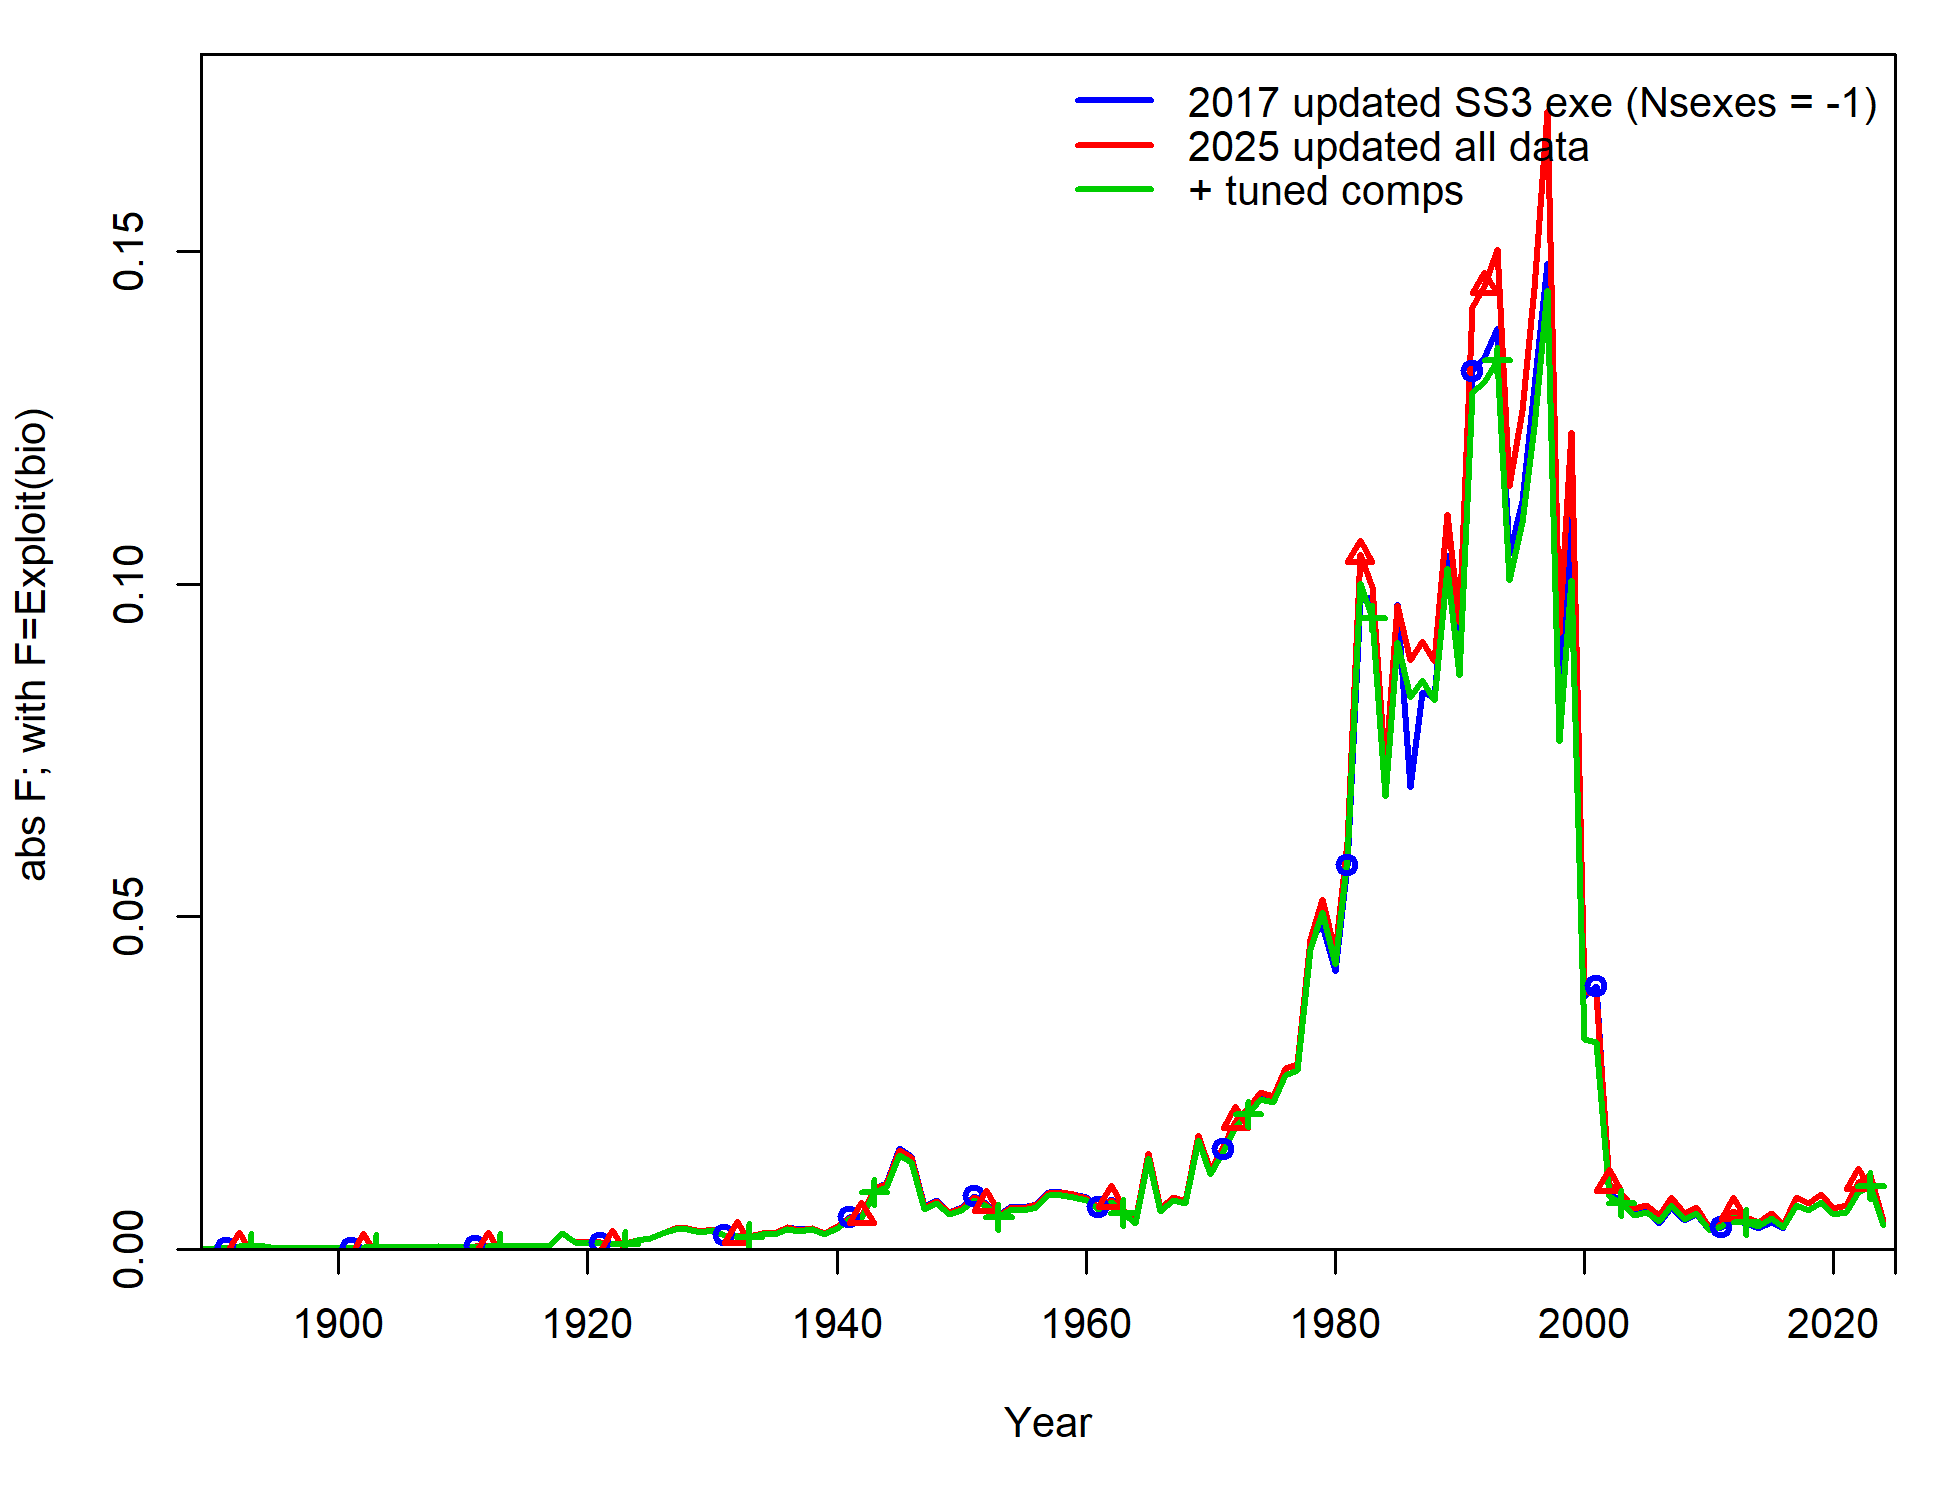 2017 updated SS3 exe (Nsexes = -1)
2025 updated all data
+ tuned comps
abs F; with F=Exploit(bio)
0.15
0.10
0.05
0.00
1900 1920 1940 1960 1980 2000 2020
Year